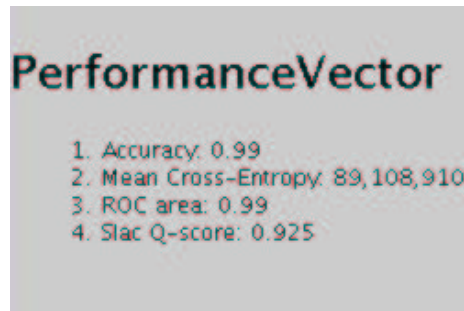 PerformanceVector
1. Accuracy: 0.99
2. Mean Cross-Entropy: 89,108,910
3. ROC area: 0.99
4. Slac Q-score: 0.925